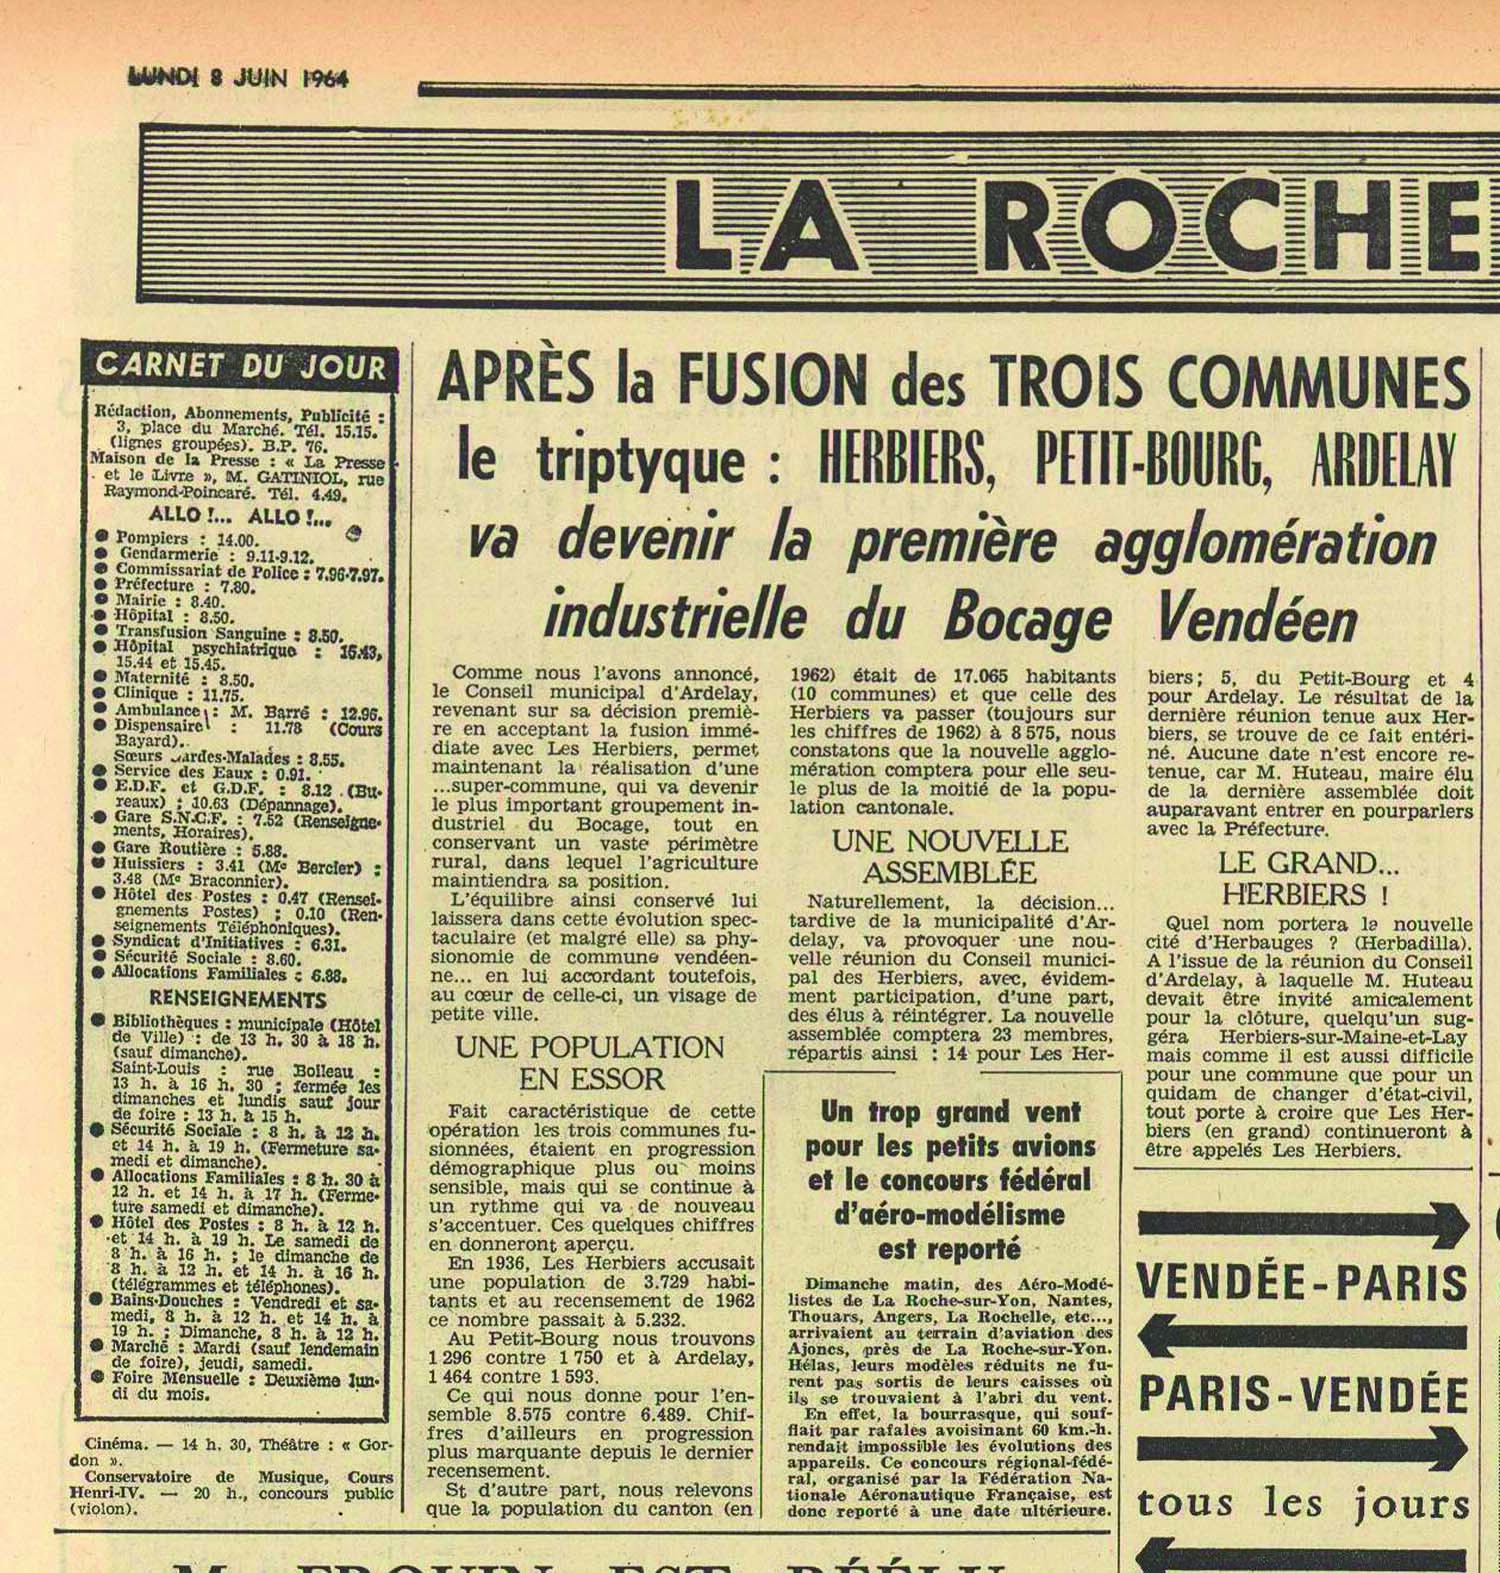 LUNDI 8 JUIN 1964
LA ROCHE
CARNET DU JOUR
Rédaction, Abonnements, Publicité :
3, place du Marché. Tél. 15.15.
(lignes groupées). B.P. 76.
Maison de la Presse : « La Presse
et le Livre », M. GATINIOL, rue
Raymond-Poincaré. Tél. 4.49.
ALLO !... ALLO !...
● Pompiers : 14.00.
● Gendarmerie : 9.11-9.12.
● Commissariat de Police : 7.96-7.97.
● Préfecture : 7.80.
● Mairie : 8.40.
● Hôpital : 8.50.
● Transfusion Sanguine : 8.50.
● Hôpital psychiatrique : 15.43,
15.44 et 15.45.
● Maternité : 8.50.
● Clinique : 11.75.
● Ambulance : M. Barré : 12.96.
● Dispensaire : 11.78 (Cours
Bayard).
Sœurs Gardes-Malades : 8.55.
● Service des Eaux : 0.91.
● E.D.F. et G.D.F. : 8.12 (Bu-
reaux) ; 10.63 (Dépannage).
● Gare S.N.C.F. : 7.52 (Renseigne-
ments, Horaires).
● Gare Routière : 5.88.
● Huissiers : 3.41 (Me Bercier) ;
3.48 (Me Braconnier).
● Hôtel des Postes : 0.47 (Rensei-
gnements Postes) ; 0.10 (Ren-
seignements Téléphoniques).
● Syndicat d'Initiatives : 6.31.
● Sécurité Sociale : 8.60.
● Allocations Familiales : 6.88.
RENSEIGNEMENTS
● Bibliothèques : municipale (Hôtel
de Ville) : de 13 h. 30 à 18 h.
(sauf dimanche).
Saint-Louis : rue Boileau :
13 h. à 16 h. 30 ; fermée les
dimanches et lundis sauf jour
de foire : 13 h. à 15 h.
● Sécurité Sociale : 8 h. à 12 h.
et 14 h. à 19 h. (Fermeture sa-
medi et dimanche).
● Allocations Familiales : 8 h. 30 à
12 h. et 14 h. à 17 h. (Ferme-
ture samedi et dimanche).
● Hôtel des Postes : 8 h. à 12 h.
et 14 h. à 19 h. Le samedi de
8 h. à 16 h. ; le dimanche de
8 h. à 12 h. et 14 h. à 16 h.
(télégrammes et téléphones).
● Bains-Douches : Vendredi et sa-
medi, 8 h. à 12 h. et 14 h. à
19 h. ; Dimanche, 8 h. à 12 h.
● Marché : Mardi (sauf lendemain
de foire), jeudi, samedi.
● Foire Mensuelle : Deuxième lun-
di du mois.
Cinéma. — 14 h. 30, Théâtre : « Gor-
don ».
Conservatoire de Musique, Cours
Henri-IV. — 20 h., concours public
(violon).
APRÈS la FUSION des TROIS COMMUNES
le triptyque : HERBIERS, PETIT-BOURG, ARDELAY
va devenir la première agglomération
industrielle du Bocage Vendéen
Comme nous l'avons annoncé,
le Conseil municipal d'Ardelay,
revenant sur sa décision premiè-
re en acceptant la fusion immé-
diate avec Les Herbiers, permet
maintenant la réalisation d'une
...super-commune, qui va devenir
le plus important groupement in-
dustriel du Bocage, tout en
conservant un vaste périmètre
rural, dans lequel l'agriculture
maintiendra sa position.
L'équilibre ainsi conservé lui
laissera dans cette évolution spec-
taculaire (et malgré elle) sa phy-
sionomie de commune vendéen-
ne... en lui accordant toutefois,
au cœur de celle-ci, un visage de
petite ville.
UNE POPULATION
EN ESSOR
Fait caractéristique de cette
opération les trois communes fu-
sionnées, étaient en progression
démographique plus ou moins
sensible, mais qui se continue à
un rythme qui va de nouveau
s'accentuer. Ces quelques chiffres
en donneront aperçu.
En 1936, Les Herbiers accusait
une population de 3.729 habi-
tants et au recensement de 1962
ce nombre passait à 5.232.
Au Petit-Bourg nous trouvons
1 296 contre 1 750 et à Ardelay,
1 464 contre 1 593.
Ce qui nous donne pour l'en-
semble 8.575 contre 6.489. Chif-
fres d'ailleurs en progression
plus marquante depuis le dernier
recensement.
St d'autre part, nous relevons
que la population du canton (en
1962) était de 17.065 habitants
(10 communes) et que celle des
Herbiers va passer (toujours sur
les chiffres de 1962) à 8 575, nous
constatons que la nouvelle agglo-
mération comptera pour elle seu-
le plus de la moitié de la popu-
lation cantonale.
UNE NOUVELLE
ASSEMBLÉE
Naturellement, la décision...
tardive de la municipalité d'Ar-
delay, va provoquer une nou-
velle réunion du Conseil munici-
pal des Herbiers, avec, évidem-
ment participation, d'une part,
des élus à réintégrer. La nouvelle
assemblée comptera 23 membres,
répartis ainsi : 14 pour Les Her-
biers; 5, du Petit-Bourg et 4
pour Ardelay. Le résultat de la
dernière réunion tenue aux Her-
biers, se trouve de ce fait entéri-
né. Aucune date n'est encore re-
tenue, car M. Huteau, maire élu
de la dernière assemblée doit
auparavant entrer en pourparlers
avec la Préfecture.
LE GRAND...
HERBIERS !
Quel nom portera la nouvelle
cité d'Herbauges ? (Herbadilla).
A l'issue de la réunion du Conseil
d'Ardelay, à laquelle M. Huteau
devait être invité amicalement
pour la clôture, quelqu'un sug-
géra Herbiers-sur-Maine-et-Lay
mais comme il est aussi difficile
pour une commune que pour un
quidam de changer d'état-civil,
tout porte à croire que Les Her-
biers (en grand) continueront à
être appelés Les Herbiers.
Un trop grand vent
pour les petits avions
et le concours fédéral
d'aéro-modélisme
est reporté
Dimanche matin, des Aéro-Modé-
listes de La Roche-sur-Yon, Nantes,
Thouars, Angers, La Rochelle, etc...,
arrivaient au terrain d'aviation des
Ajoncs, près de La Roche-sur-Yon.
Hélas, leurs modèles réduits ne fu-
rent pas sortis de leurs caisses où
ils se trouvaient à l'abri du vent.
En effet, la bourrasque, qui souf-
flait par rafales avoisinant 60 km.-h.
rendait impossible les évolutions des
appareils. Ce concours régional-fédé-
ral, organisé par la Fédération Na-
tionale Aéronautique Française, est
donc reporté à une date ultérieure.
VENDÉE-PARIS
PARIS-VENDÉE
tous les jours
M. FROUIN EST RÉÉLU